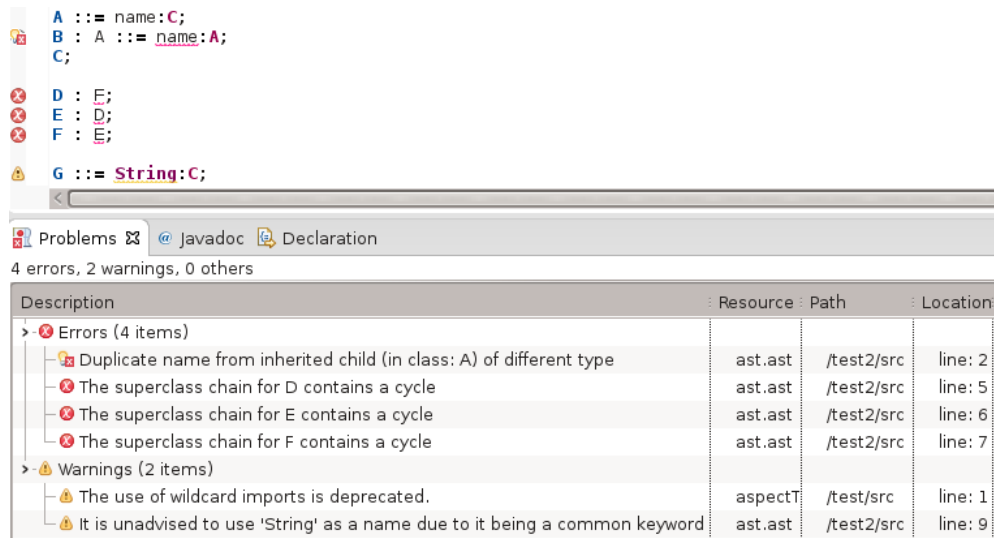 A ::= name:C;
B : A ::= name:A;
C;
D : F;
E : D;
F : E;
G ::= String:C;
Problems @ Javadoc Declaration
4 errors, 2 warnings, 0 others
Description Resource Path Location
Errors (4 items)
Duplicate name from inherited child (in class: A) of different type ast.ast /test2/src line: 2
The superclass chain for D contains a cycle ast.ast /test2/src line: 5
The superclass chain for E contains a cycle ast.ast /test2/src line: 6
The superclass chain for F contains a cycle ast.ast /test2/src line: 7
Warnings (2 items)
The use of wildcard imports is deprecated. aspectT /test/src line: 1
It is unadvised to use 'String' as a name due to it being a common keyword ast.ast /test2/src line: 9